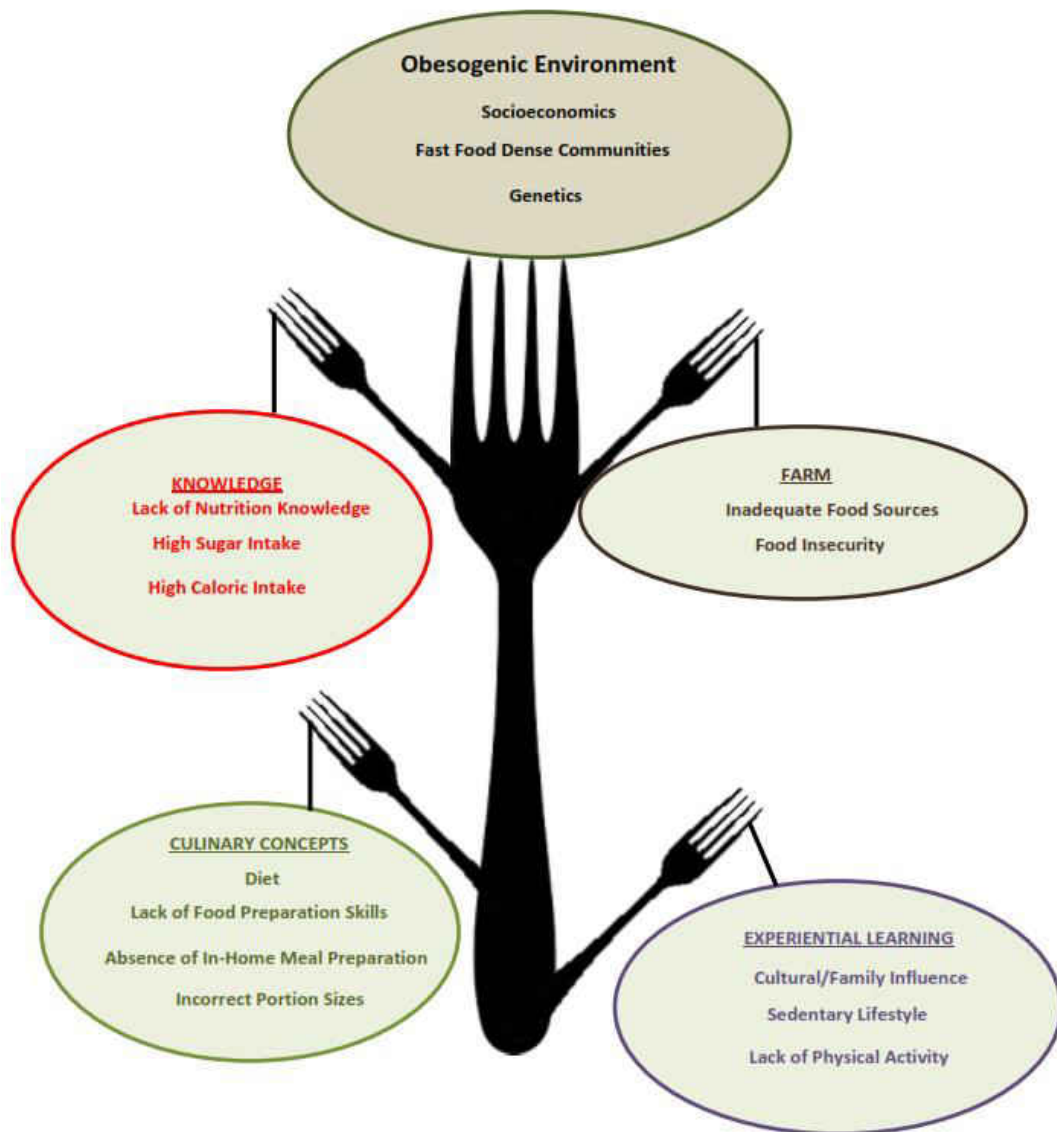 Obesogenic Environment
Socioeconomics
Fast Food Dense Communities
Genetics
KNOWLEDGE
Lack of Nutrition Knowledge
High Sugar Intake
High Caloric Intake
FARM
Inadequate Food Sources
Food Insecurity
CULINARY CONCEPTS
Diet
Lack of Food Preparation Skills
Absence of In-Home Meal Preparation
Incorrect Portion Sizes
EXPERIENTIAL LEARNING
Cultural/Family Influence
Sedentary Lifestyle
Lack of Physical Activity